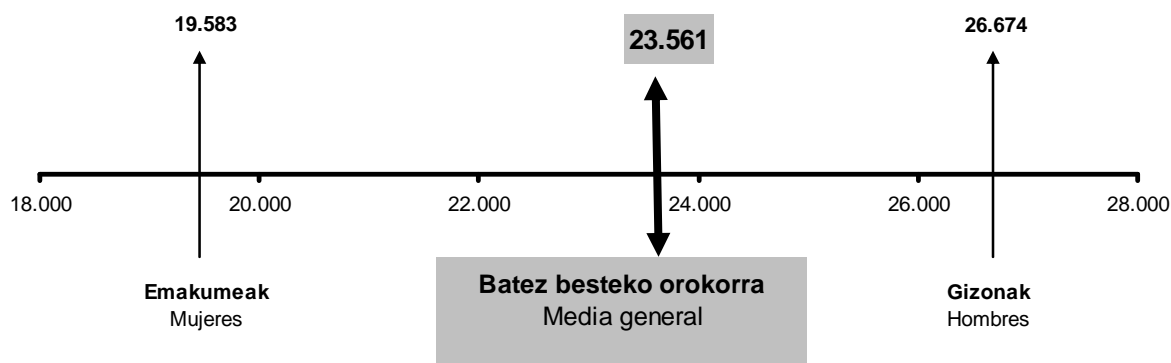 19.583
23.561
26.674
18.000
20.000
22.000
24.000
26.000
28.000
Emakumeak
Mujeres
Batez besteko orokorra
Media general
Gizonak
Hombres